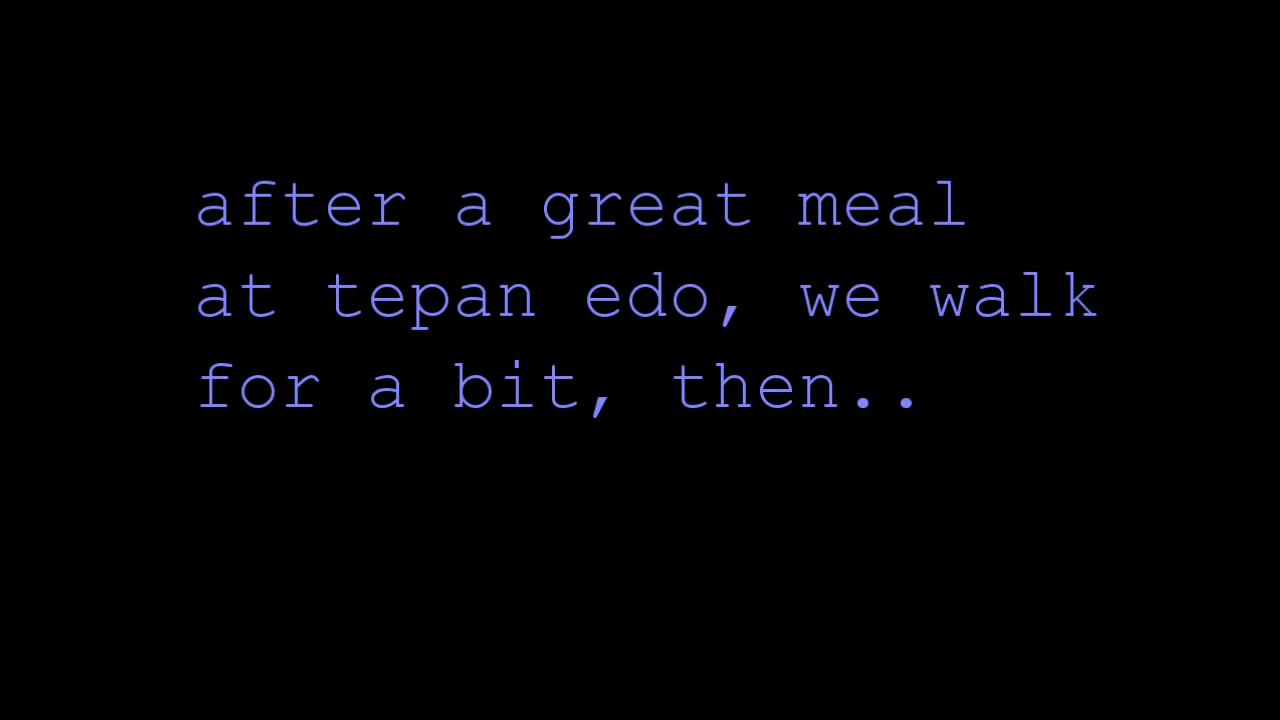 after a great meal
at tepan edo, we walk
for a bit, then..